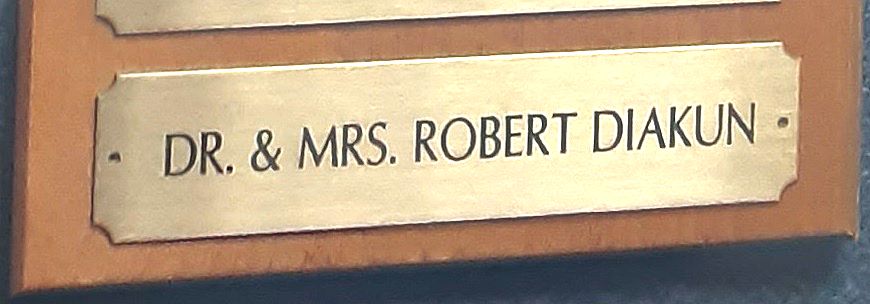 DR. & MRS. ROBERT DIAKUN